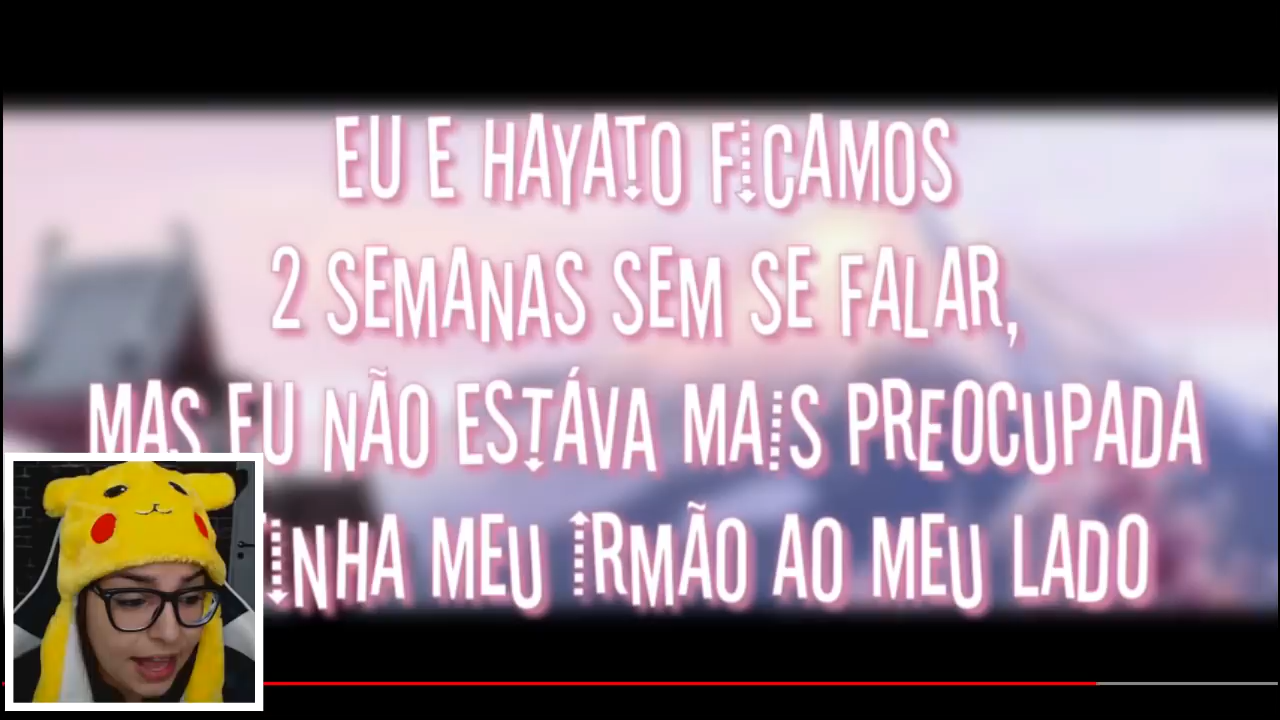 EU E HAYATO FICAMOS
2 SEMANAS SEM SE FALAR,
MAS EU NÃO ESTÁVA MAIS PREOCUPADA
MEU IRMÃO AO MEU LADO